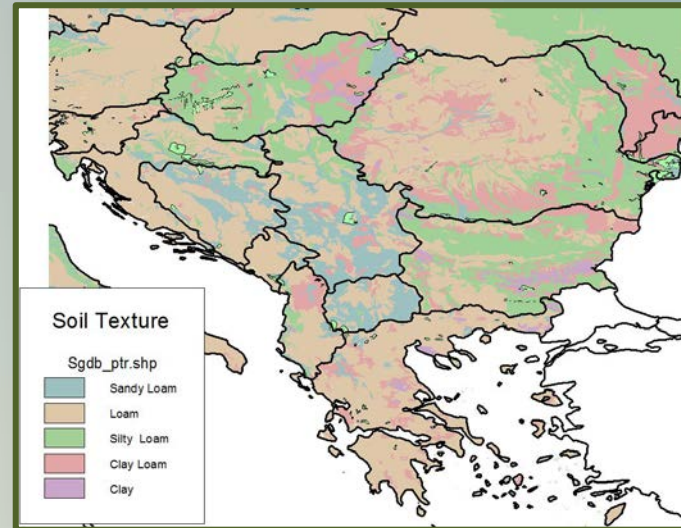 Soil Texture
Sgdb_ptr.shp
Sandy Loam
Loam
Silty Loam
Clay Loam
Clay